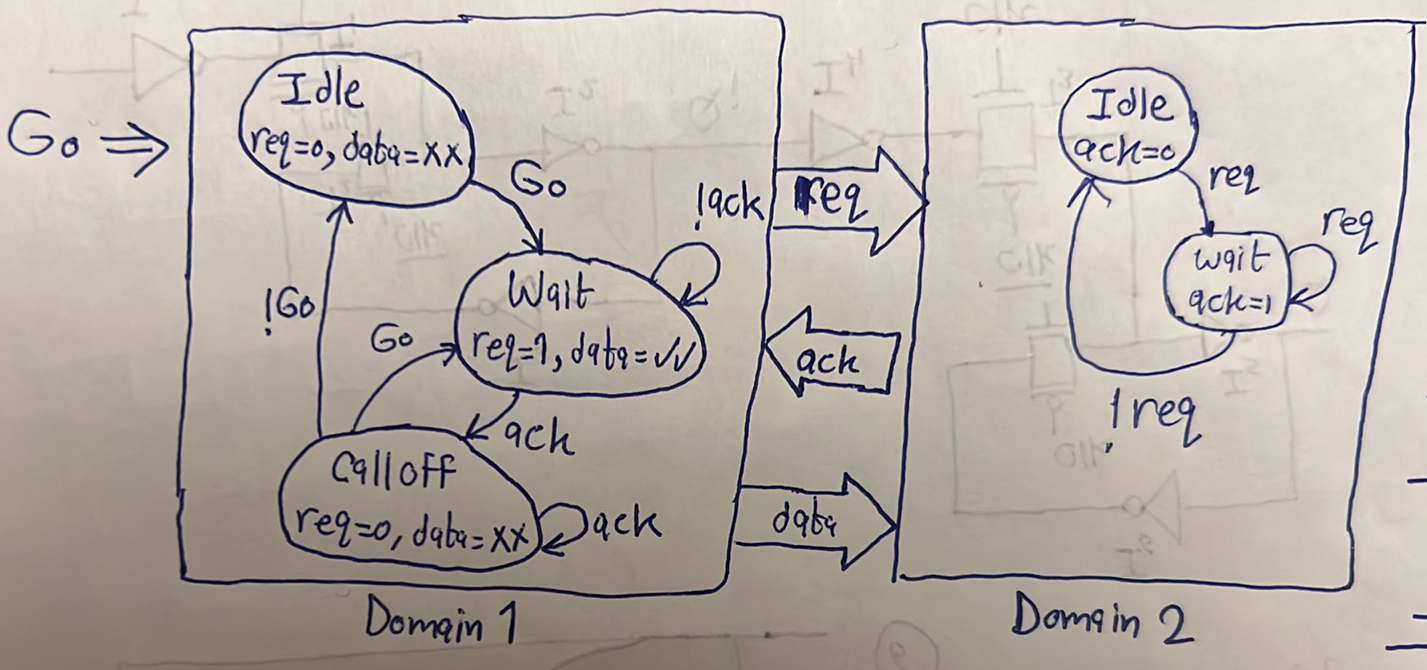 Go ⇒
Idle
req=0, data=xx
Go
!ack
Wait
req=1, data=✓✓
!Go
Go
ack
Calloff
req=0, data=xx
ack
Domain 1
req
ack
data
Idle
ack=0
req
wait
ack=1
req
!req
Domain 2